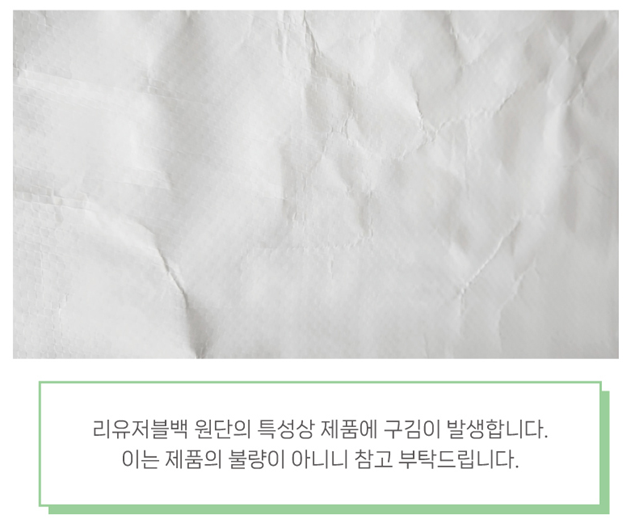 리유저블백 원단의 특성상 제품에 구김이 발생합니다.
이는 제품의 불량이 아니니 참고 부탁드립니다.